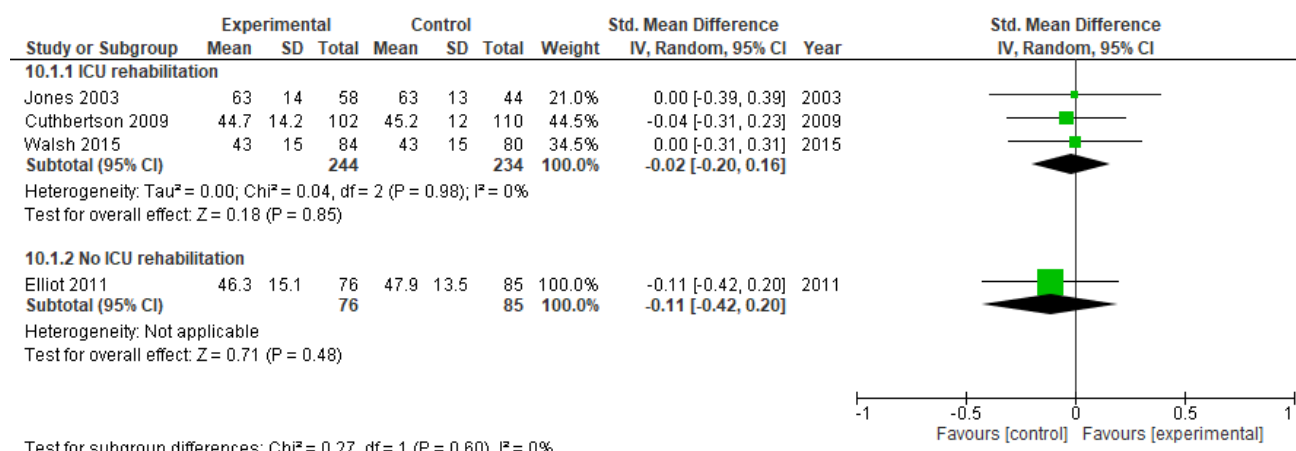 Experimental Control Std. Mean Difference Std. Mean Difference
Study or Subgroup Mean SD Total Mean SD Total Weight IV, Random, 95% CI Year IV, Random, 95% CI
10.1.1 ICU rehabilitation
Jones 2003 63 14 58 63 13 44 21.0% 0.00 [-0.39, 0.39] 2003
Cuthbertson 2009 44.7 14.2 102 45.2 12 110 44.5% -0.04 [-0.31, 0.23] 2009
Walsh 2015 43 15 84 43 15 80 34.5% 0.00 [-0.31, 0.31] 2015
Subtotal (95% CI) 244 234 100.0% -0.02 [-0.20, 0.16]
Heterogeneity: Tau² = 0.00; Chi² = 0.04, df = 2 (P = 0.98); I² = 0%
Test for overall effect: Z = 0.18 (P = 0.85)
10.1.2 No ICU rehabilitation
Elliot 2011 46.3 15.1 76 47.9 13.5 85 100.0% -0.11 [-0.42, 0.20] 2011
Subtotal (95% CI) 76 85 100.0% -0.11 [-0.42, 0.20]
Heterogeneity: Not applicable
Test for overall effect: Z = 0.71 (P = 0.48)
-1 -0.5 0 0.5 1
Favours [control] Favours [experimental]
Test for subgroup differences: Chi² = 0.27, df = 1 (P = 0.60), I² = 0%